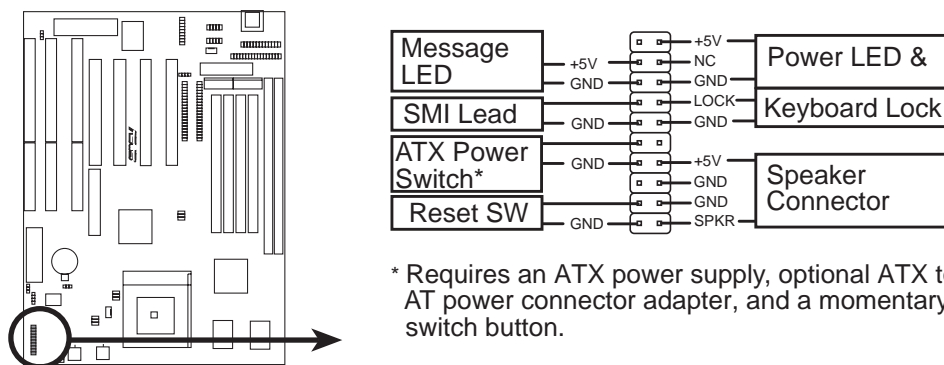 Message
LED
+5V
GND
SMI Lead
GND
ATX Power
Switch*
GND
Reset SW
GND
+5V
NC
GND
LOCK
GND
+5V
GND
GND
SPKR
Power LED &
Keyboard Lock
Speaker
Connector
* Requires an ATX power supply, optional ATX
AT power connector adapter, and a momentary
switch button.